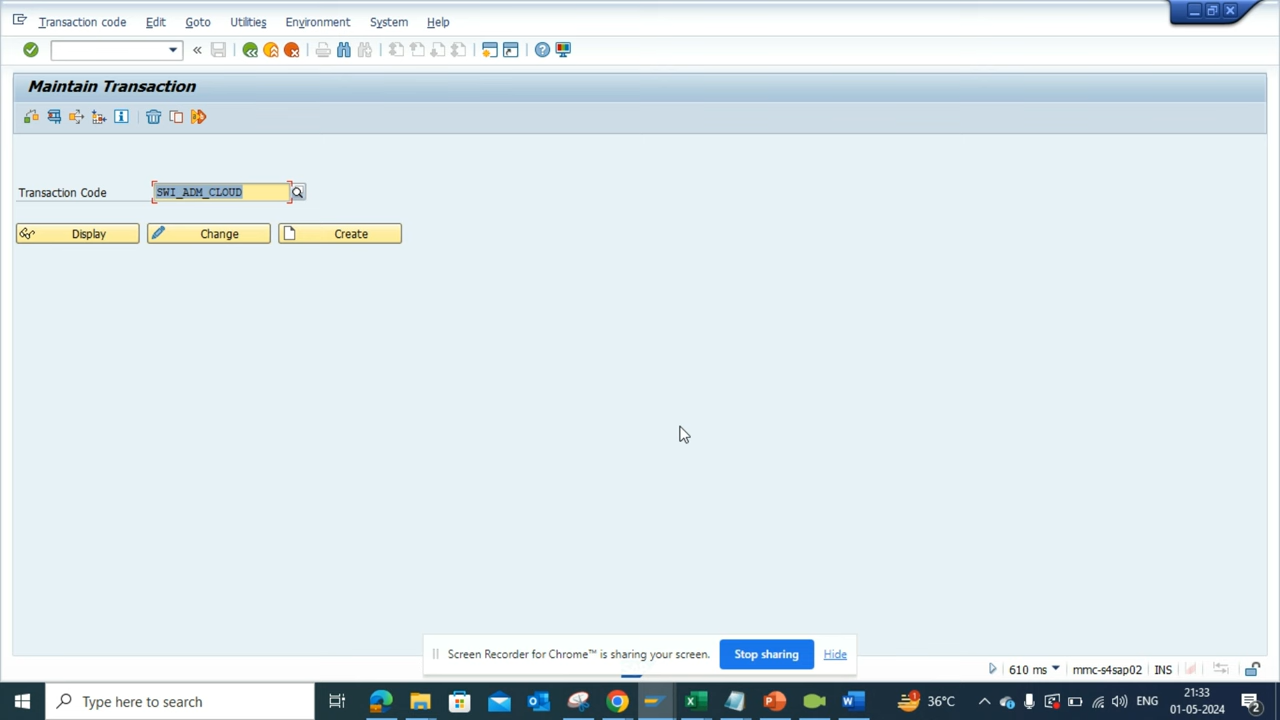 Transaction code Edit Goto Utilities Environment System Help
Maintain Transaction
Transaction Code SWI_ADM_CLOUD
Display Change Create
Screen Recorder for Chrome™ is sharing your screen. Stop sharing Hide
610 ms mmc-s4sap02 INS
Type here to search 1 36°C ENG 21:33
01-05-2024 2